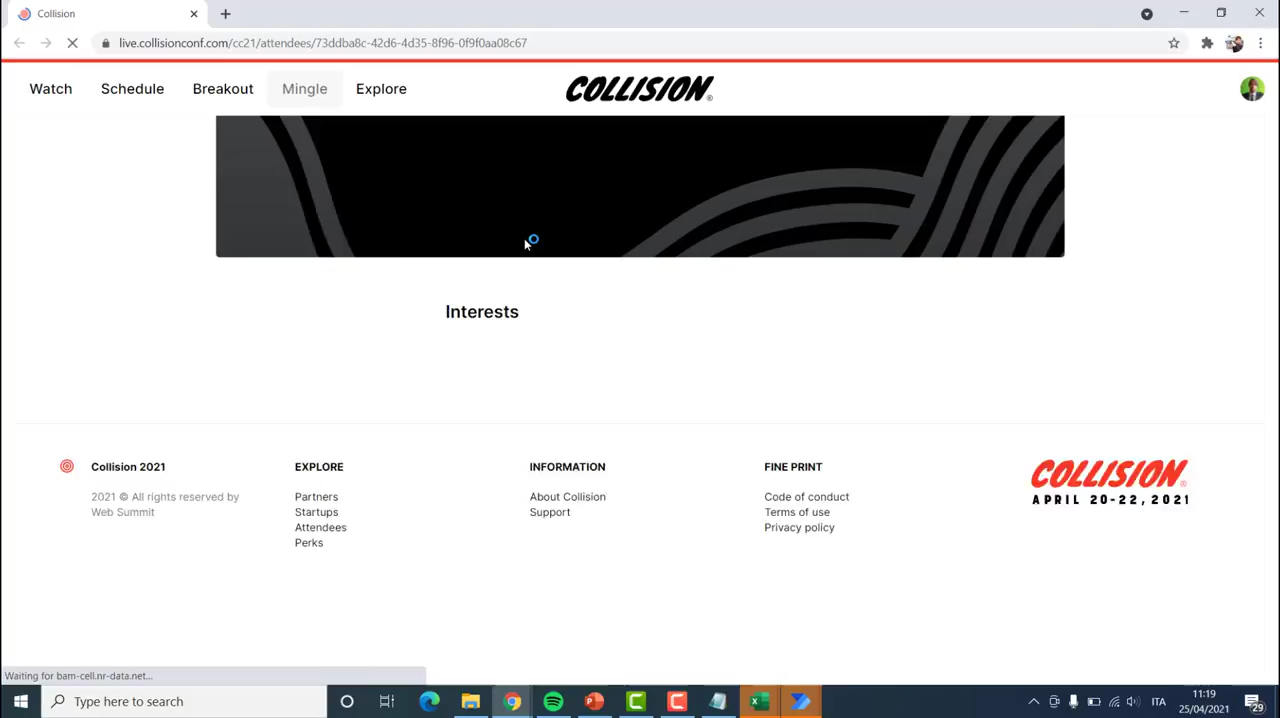 Collision
live.collisionconf.com/cc21/attendees/73ddba8c-42d6-4d35-8f96-0f9f0aa08c67
Watch Schedule Breakout Mingle Explore
COLLISION®
Interests
Collision 2021
2021 © All rights reserved by
Web Summit
EXPLORE
Partners
Startups
Attendees
Perks
INFORMATION
About Collision
Support
FINE PRINT
Code of conduct
Terms of use
Privacy policy
COLLISION®
APRIL 20-22, 2021
Waiting for bam-cell.nr-data.net...
Type here to search
ITA
11:19
25/04/2021
29